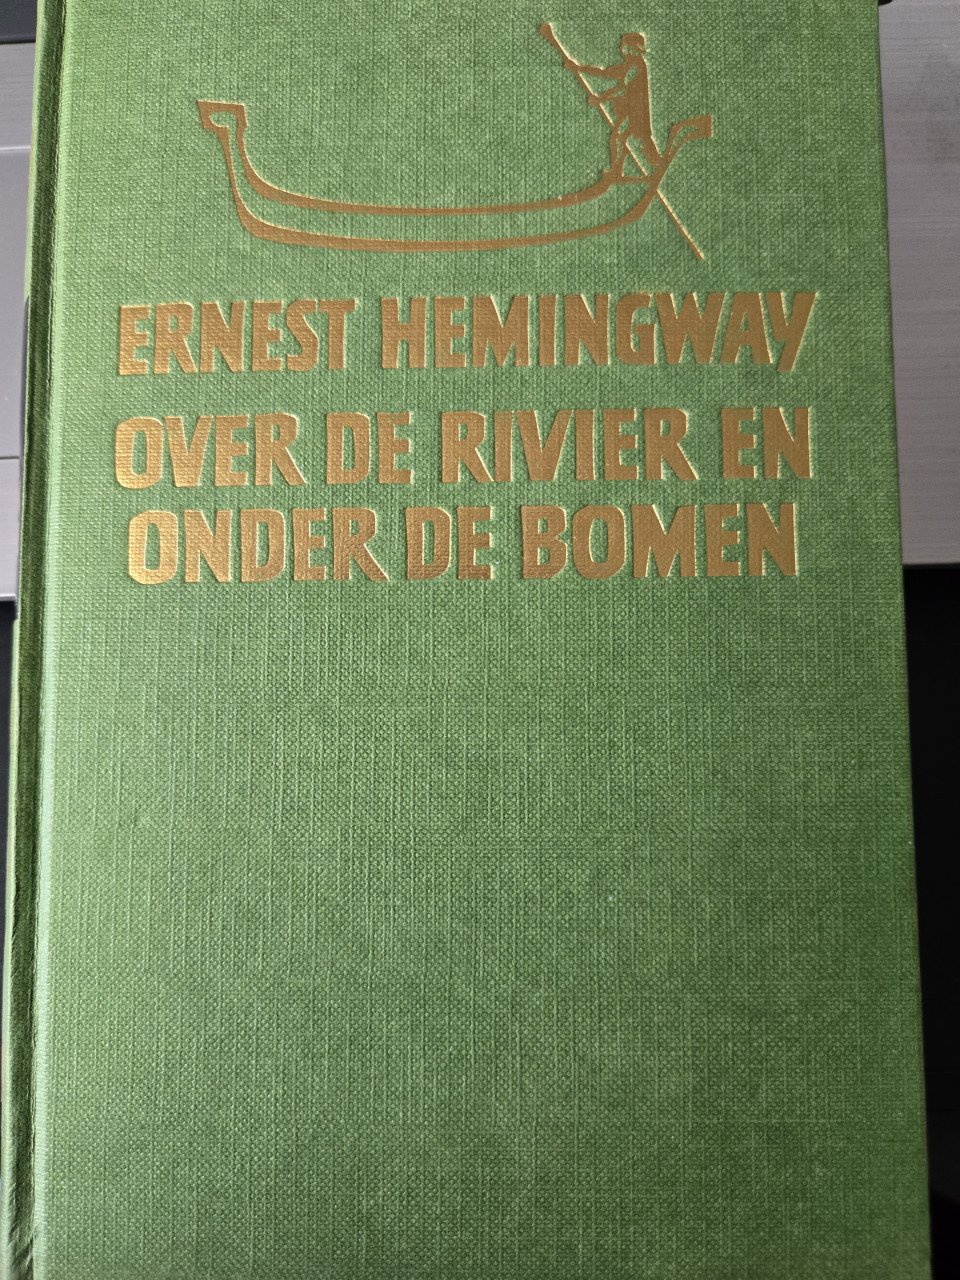 ERNEST HEMINGWAY
OVER DE RIVIER EN
ONDER DE BOMEN